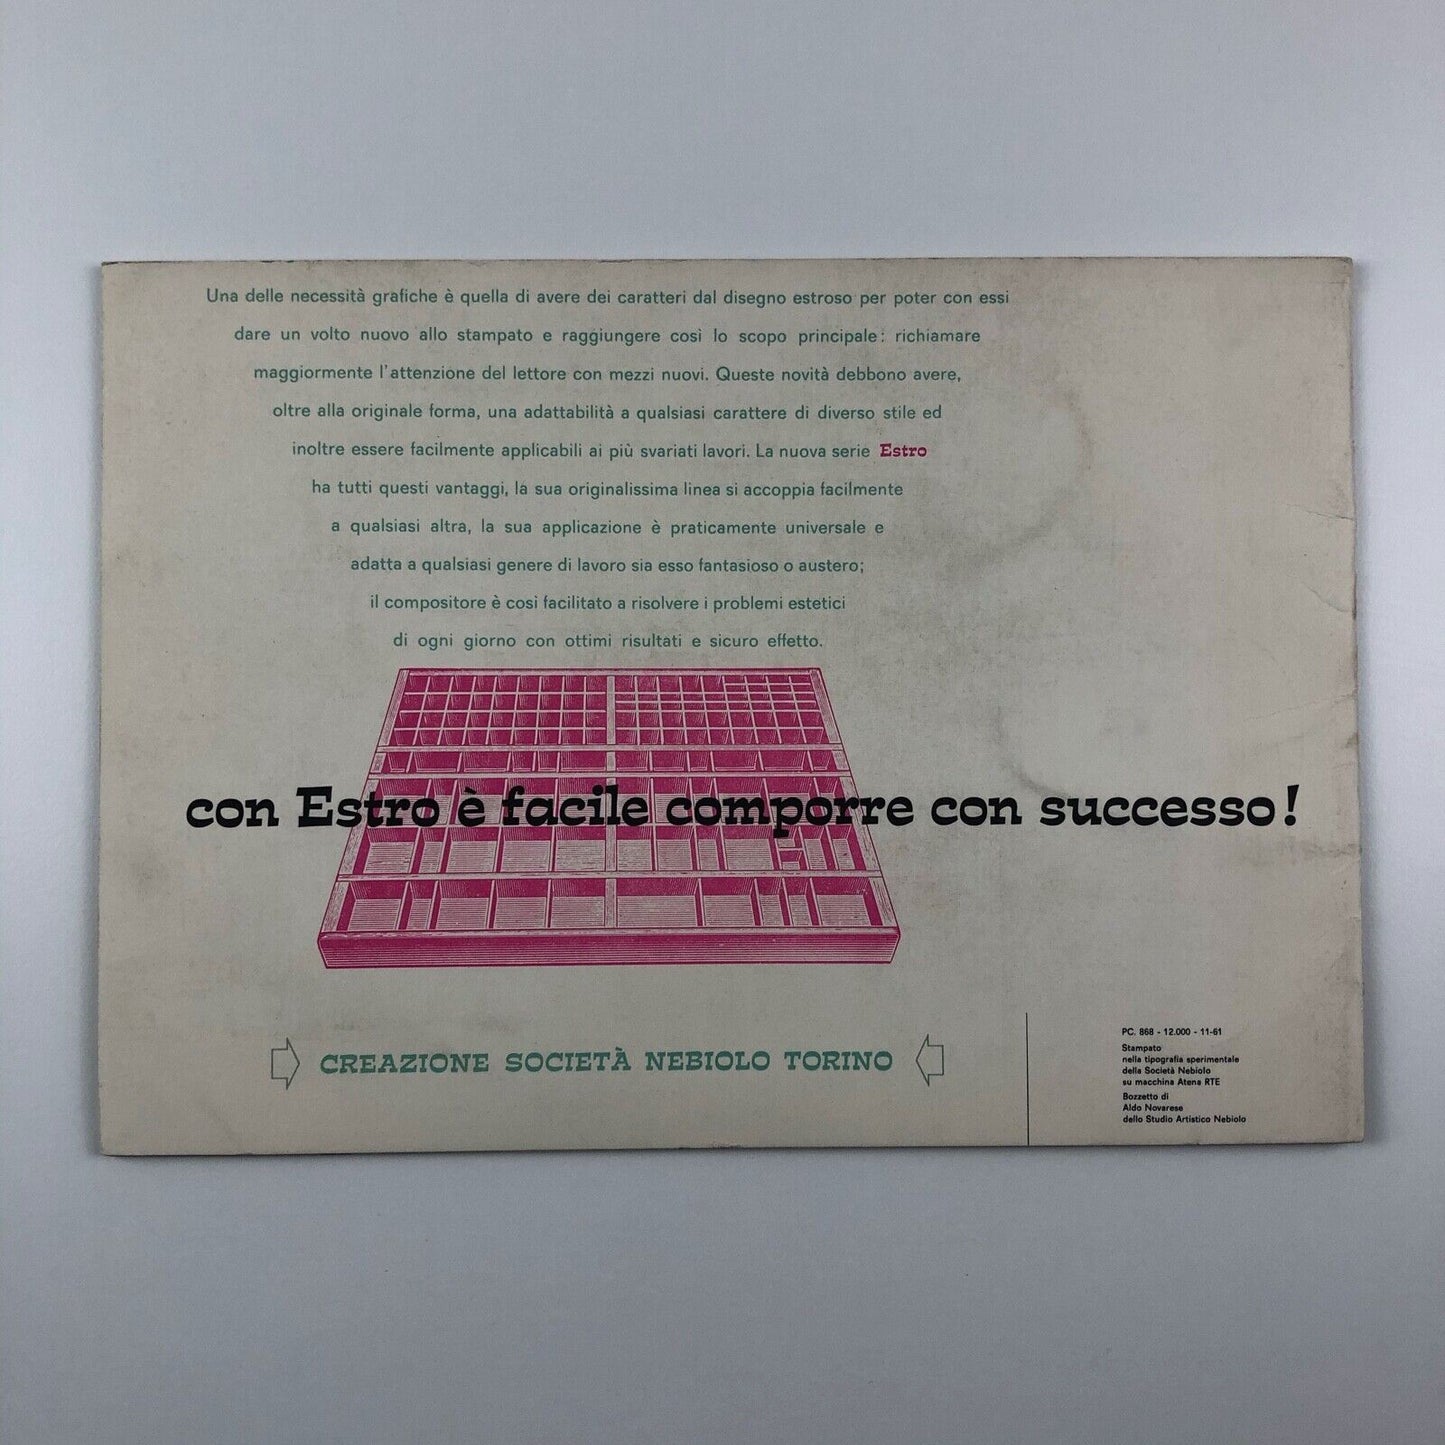 Una delle necessità grafiche è quella di avere dei caratteri dal disegno estroso per poter con essi
dare un volto nuovo allo stampato e raggiungere così lo scopo principale: richiamare
maggiormente l'attenzione del lettore con mezzi nuovi. Queste novità debbono avere,
oltre alla originale forma, una adattabilità a qualsiasi carattere di diverso stile ed
inoltre essere facilmente applicabili ai più svariati lavori. La nuova serie Estro
ha tutti questi vantaggi, la sua originalissima linea si accoppia facilmente
a qualsiasi altra, la sua applicazione è praticamente universale e
adatta a qualsiasi genere di lavoro sia esso fantasioso o austero;
il compositore è così facilitato a risolvere i problemi estetici
di ogni giorno con ottimi risultati e sicuro effetto.
con Estro è facile comporre con successo!
CREAZIONE SOCIETÀ NEBIOLO TORINO
PC. 868 - 12.000 - 11-61
Stampato
nella tipografia sperimentale
della Società Nebiolo
su macchina Atena RTE
Bozzetto di
Aldo Novarese
dello Studio Artistico Nebiolo